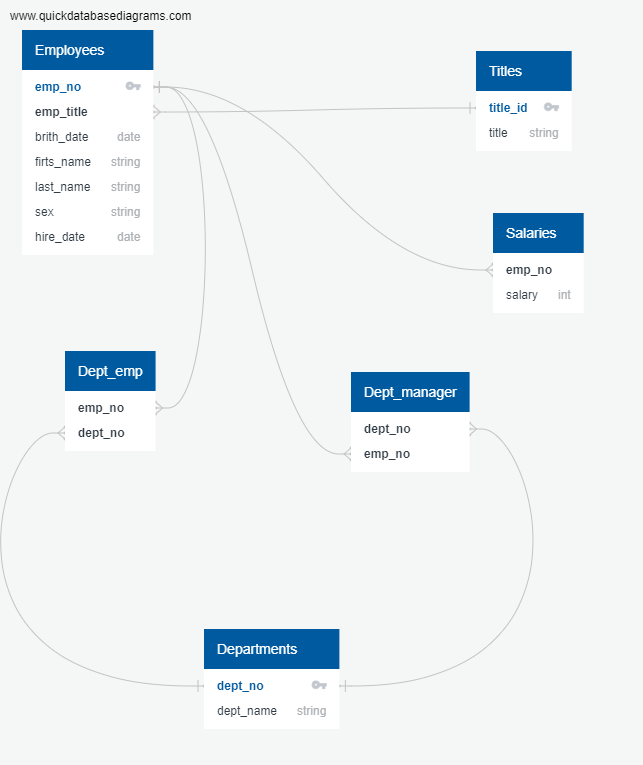 www.quickdatabasediagrams.com
Employees
emp_no
emp_title
brith_date date
firts_name string
last_name string
sex string
hire_date date
Titles
title_id
title string
Salaries
emp_no
salary int
Dept_emp
emp_no
dept_no
Dept_manager
dept_no
emp_no
Departments
dept_no
dept_name string